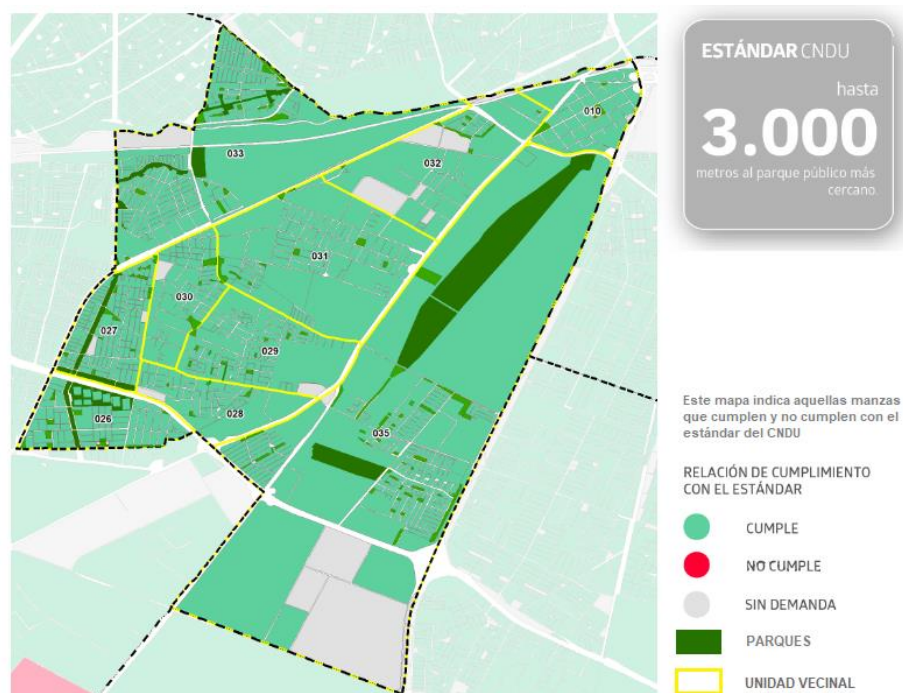 ESTÁNDAR CNDU
hasta
3.000
metros al parque público más
cercano
010
033
032
031
030
027
029
028
026
035
Este mapa indica aquellas manzas
que cumplen y no cumplen con el
estándar del CNDU
RELACIÓN DE CUMPLIMIENTO
CON EL ESTÁNDAR
CUMPLE
NO CUMPLE
SIN DEMANDA
PARQUES
UNIDAD VECINAL